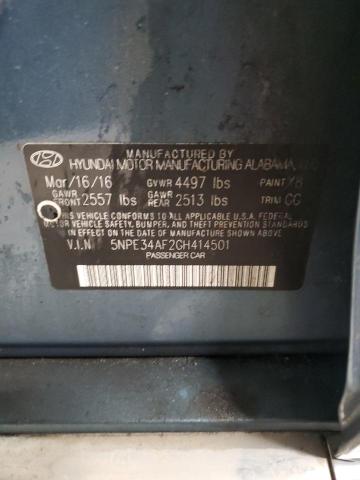 MANUFACTURED BY
HYUNDAI MOTOR MANUFACTURING ALABAMA,
Mar/16/16 GVWR 4497 lbs PAINT
GAWR FRONT 2557 lbs GAWR REAR 2513 lbs TRIM CG
THIS VEHICLE CONFORMS TO ALL APPLICABLE
FEDERAL MOTOR VEHICLE SAFETY, BUMPER, AND THEFT
PREVENTION STANDARDS IN EFFECT ON THE DATE
OF MANUFACTURE SHOWN ABOVE
V.I.N 5NPE34AF2GH414501
PASSENGER CAR